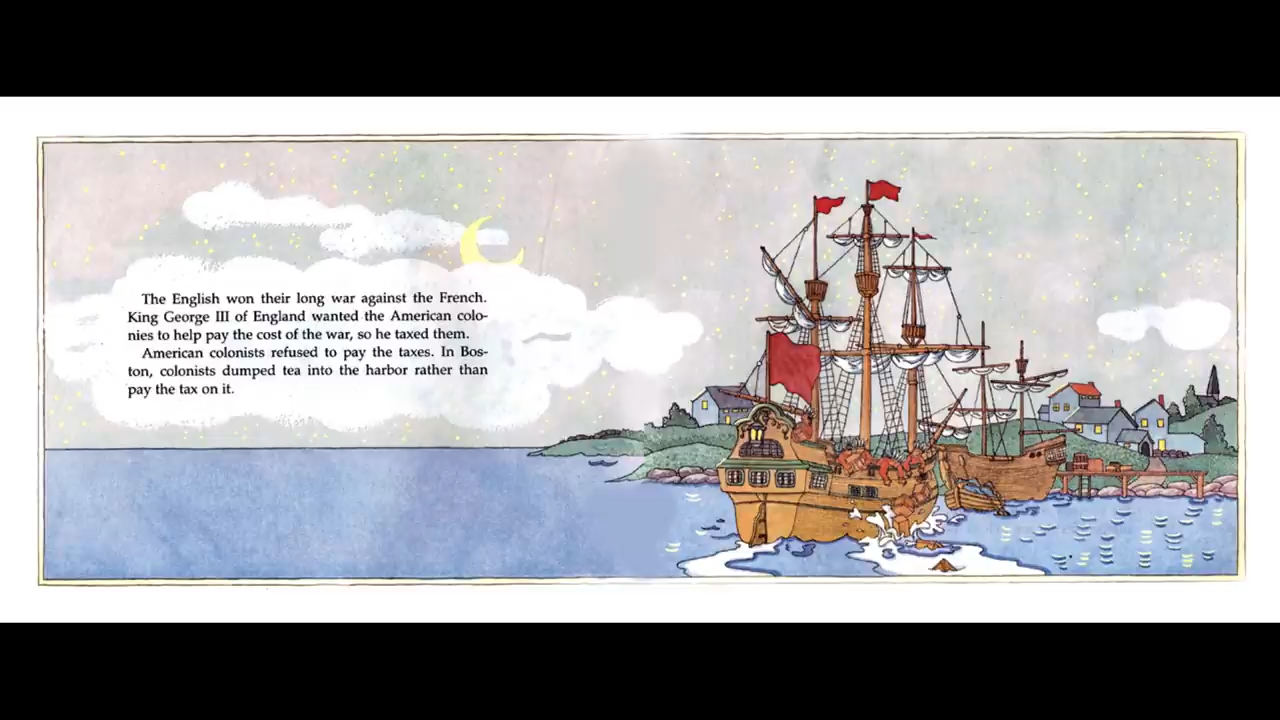 The English won their long war against the French.
King George III of England wanted the American colo-
nies to help pay the cost of the war, so he taxed them.
American colonists refused to pay the taxes. In Bos-
ton, colonists dumped tea into the harbor rather than
pay the tax on it.